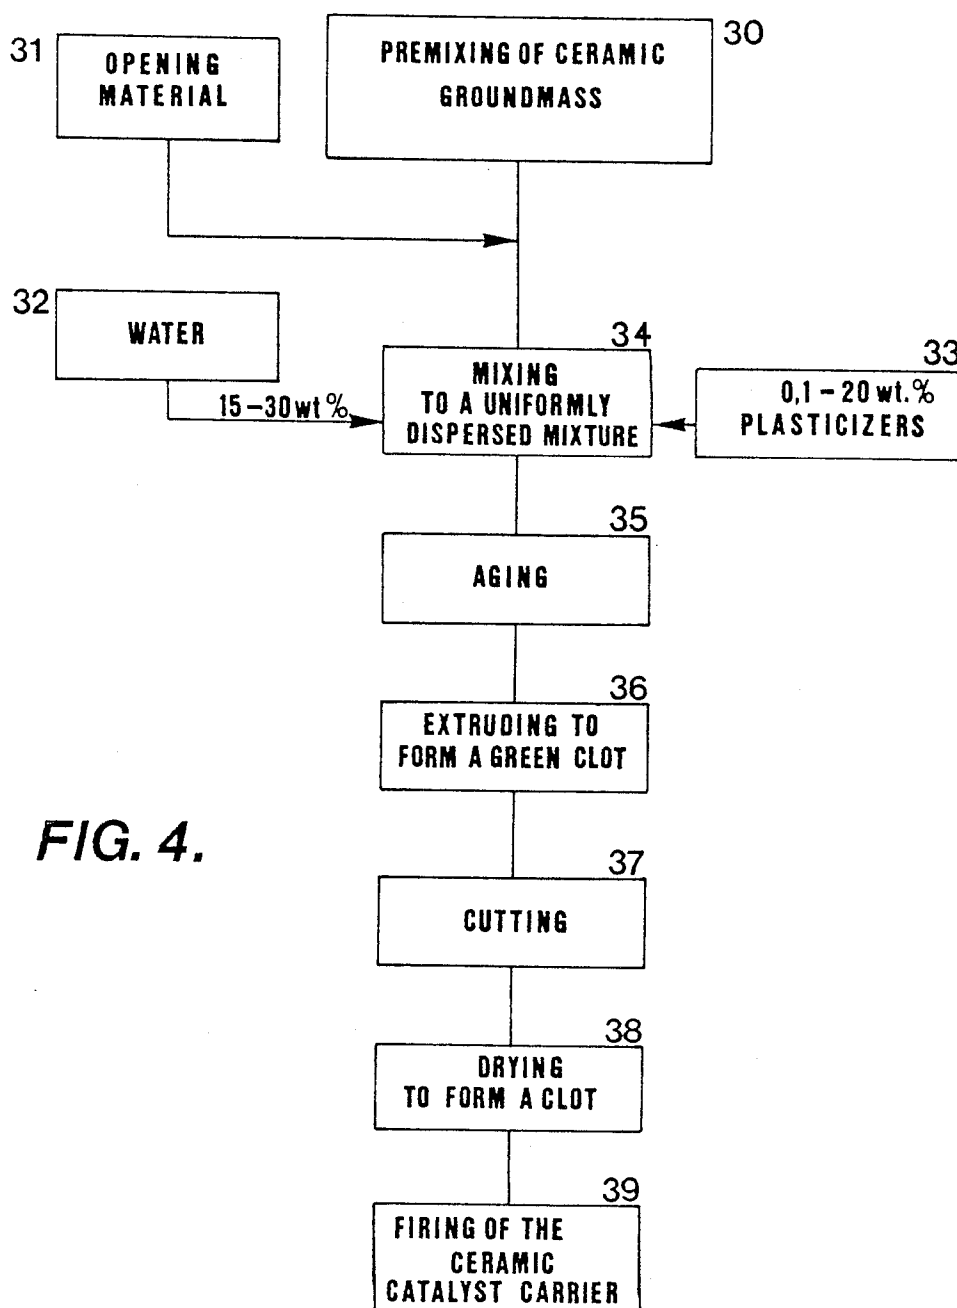 31
OPENING
MATERIAL
30
PREMIXING OF CERAMIC
GROUNDMASS
32
WATER
15-30wt%
34
MIXING
TO A UNIFORMLY
DISPERSED MIXTURE
33
0,1-20wt.%
PLASTICIZERS
35
AGING
36
EXTRUDING TO
FORM A GREEN CLOT
FIG. 4.
37
CUTTING
38
DRYING
TO FORM A CLOT
39
FIRING OF THE
CERAMIC
CATALYST CARRIER